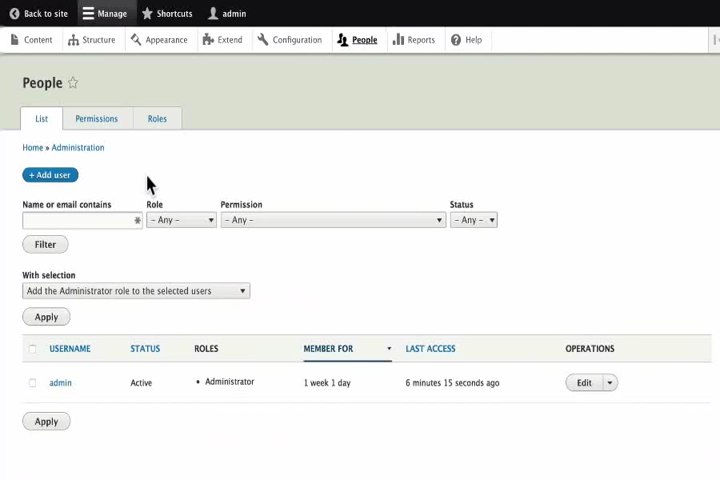 Back to site Manage Shortcuts admin
Content Structure Appearance Extend Configuration People Reports Help
People
List Permissions Roles
Home » Administration
+ Add user
Name or email contains Role Permission Status
- Any - - Any - - Any -
Filter
With selection
Add the Administrator role to the selected users
Apply
USERNAME STATUS ROLES MEMBER FOR LAST ACCESS OPERATIONS
admin Active • Administrator 1 week 1 day 6 minutes 15 seconds ago Edit
Apply